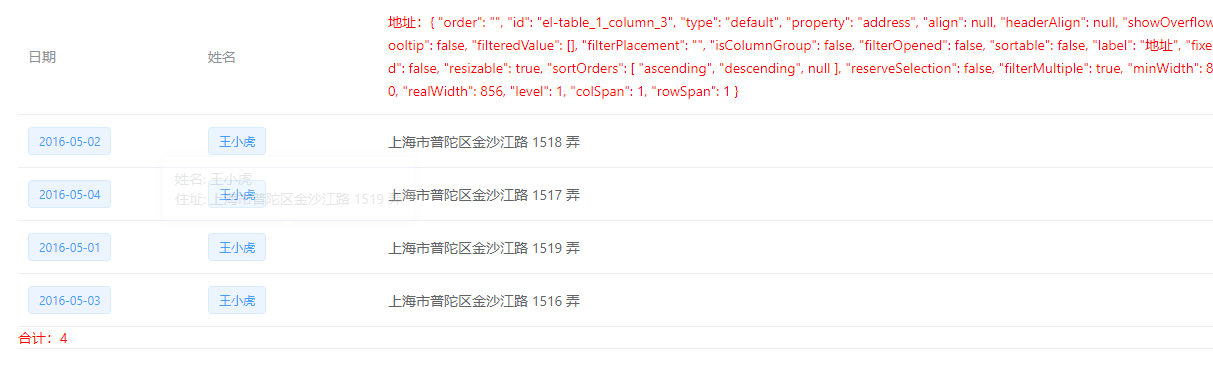 日期
姓名
地址：{ "order": "", "id": "el-table_1_column_3", "type": "default", "property": "address", "align": null, "headerAlign": null, "showOverflow
ooltip": false, "filteredValue": [], "filterPlacement": "", "isColumnGroup": false, "filterOpened": false, "sortable": false, "label": "地址", "fixe
d": false, "resizable": true, "sortOrders": [ "ascending", "descending", null ], "reserveSelection": false, "filterMultiple": true, "minWidth": 8
0, "realWidth": 856, "level": 1, "colSpan": 1, "rowSpan": 1 }
2016-05-02 王小虎 上海市普陀区金沙江路 1518 弄
姓名: 王小虎
住址: 上海市普陀区金沙江路 1519 弄
2016-05-04 王小虎 上海市普陀区金沙江路 1517 弄
2016-05-01 王小虎 上海市普陀区金沙江路 1519 弄
2016-05-03 王小虎 上海市普陀区金沙江路 1516 弄
合计：4